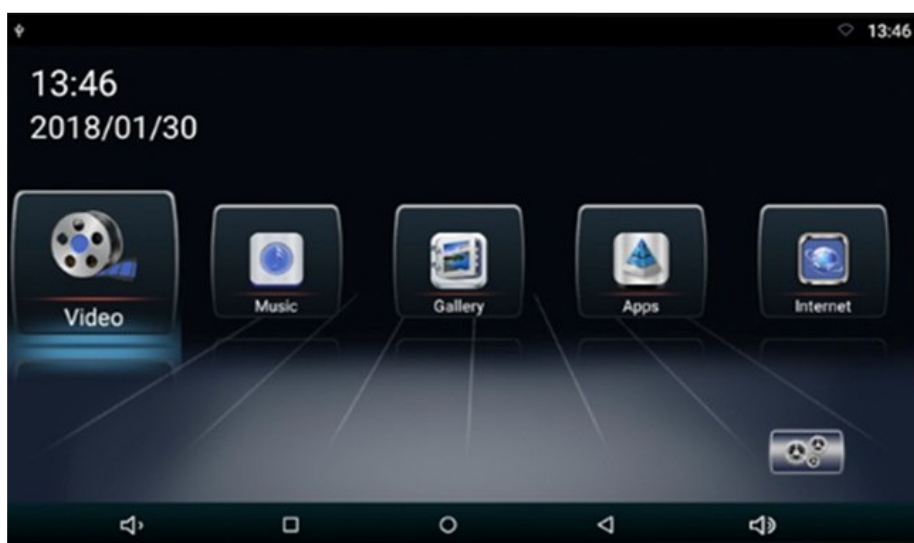 13:46
13:46
2018/01/30
Video
Music
Gallery
Apps
Internet